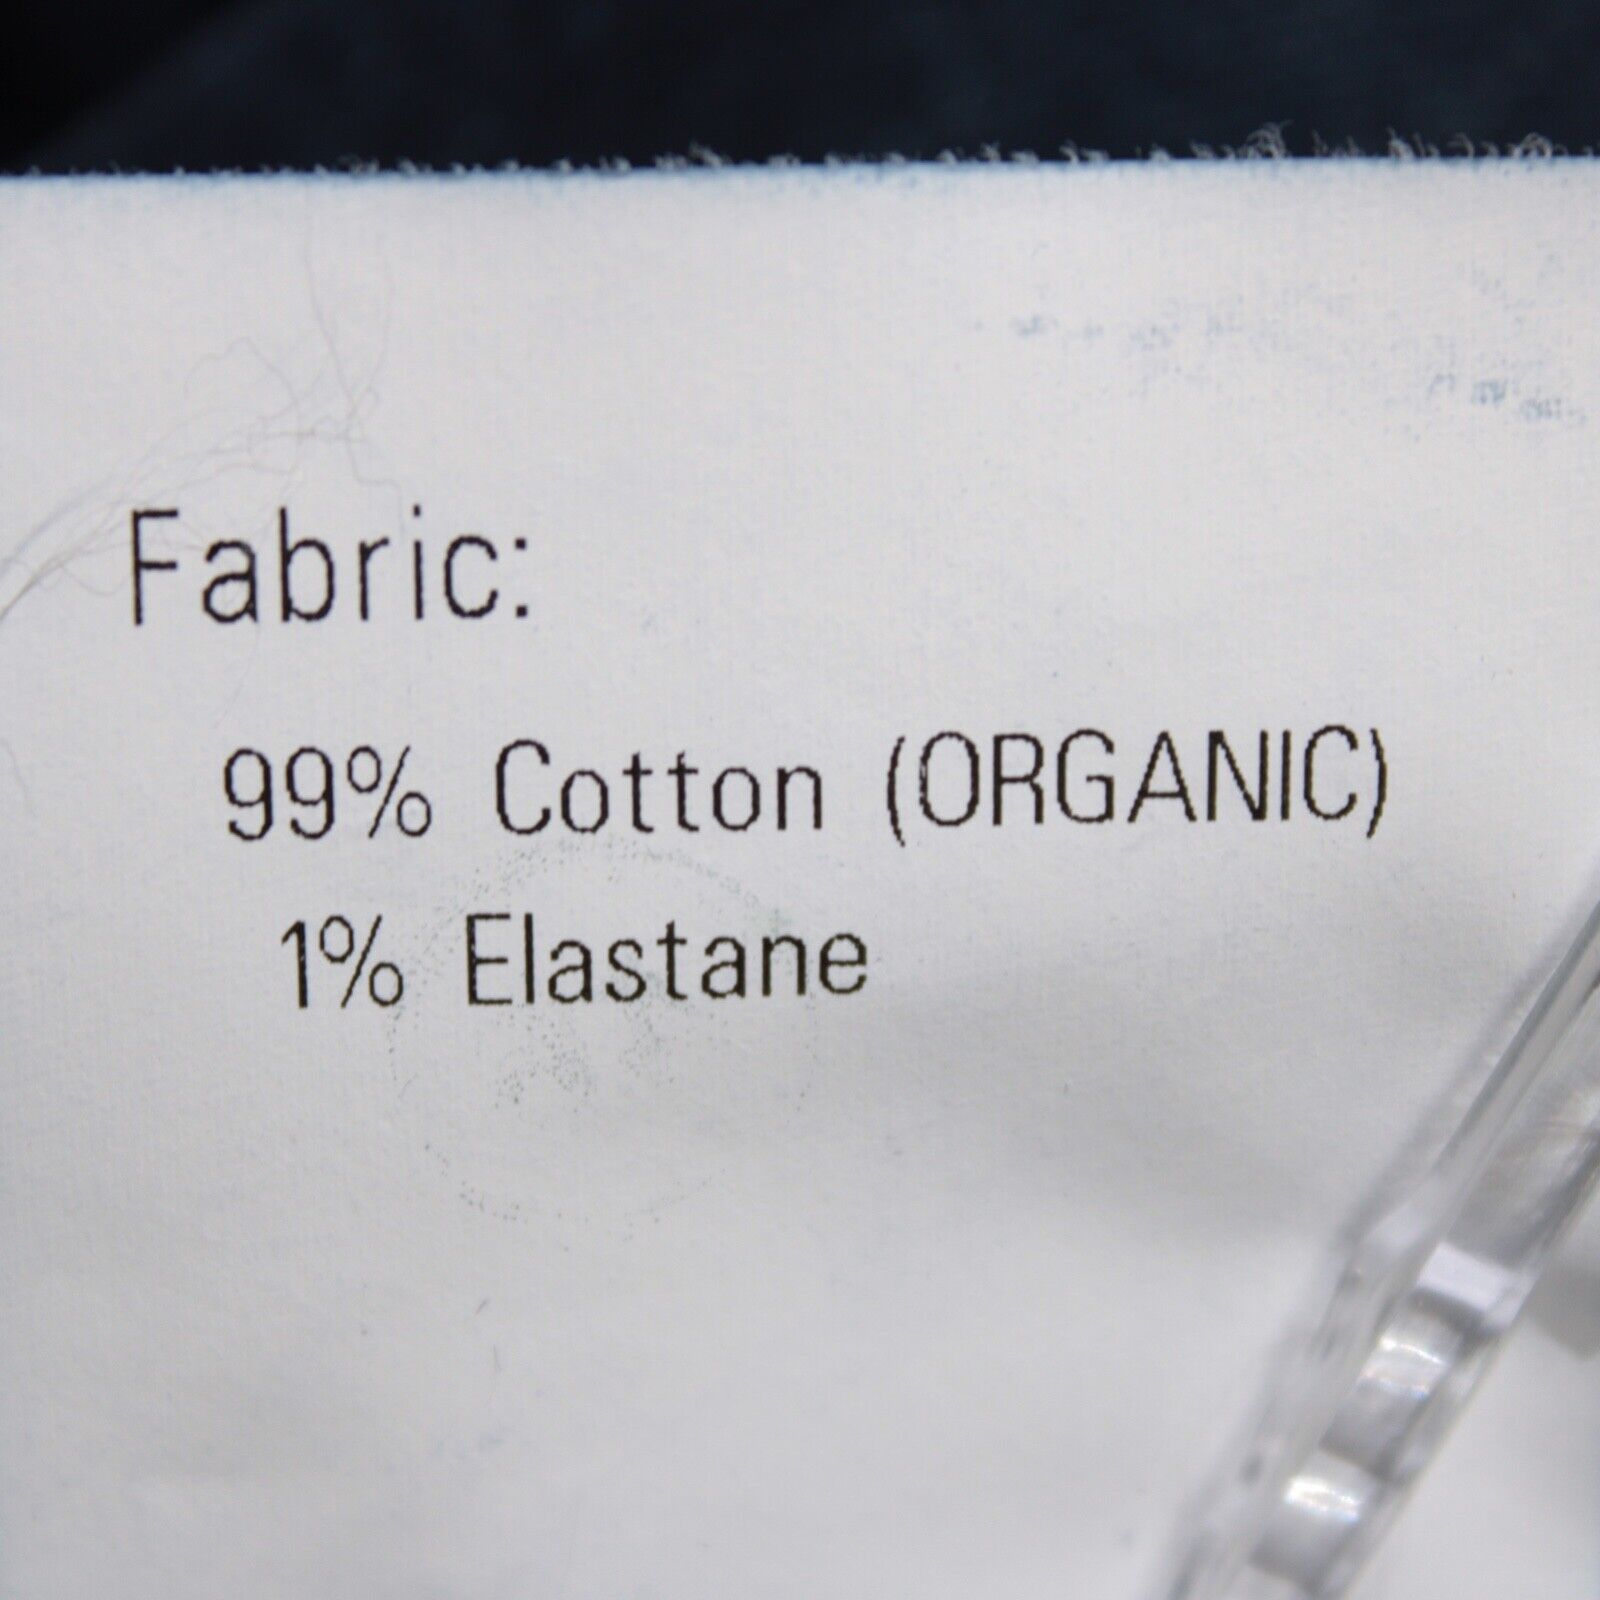 Fabric:
99% Cotton (ORGANIC)
1% Elastane